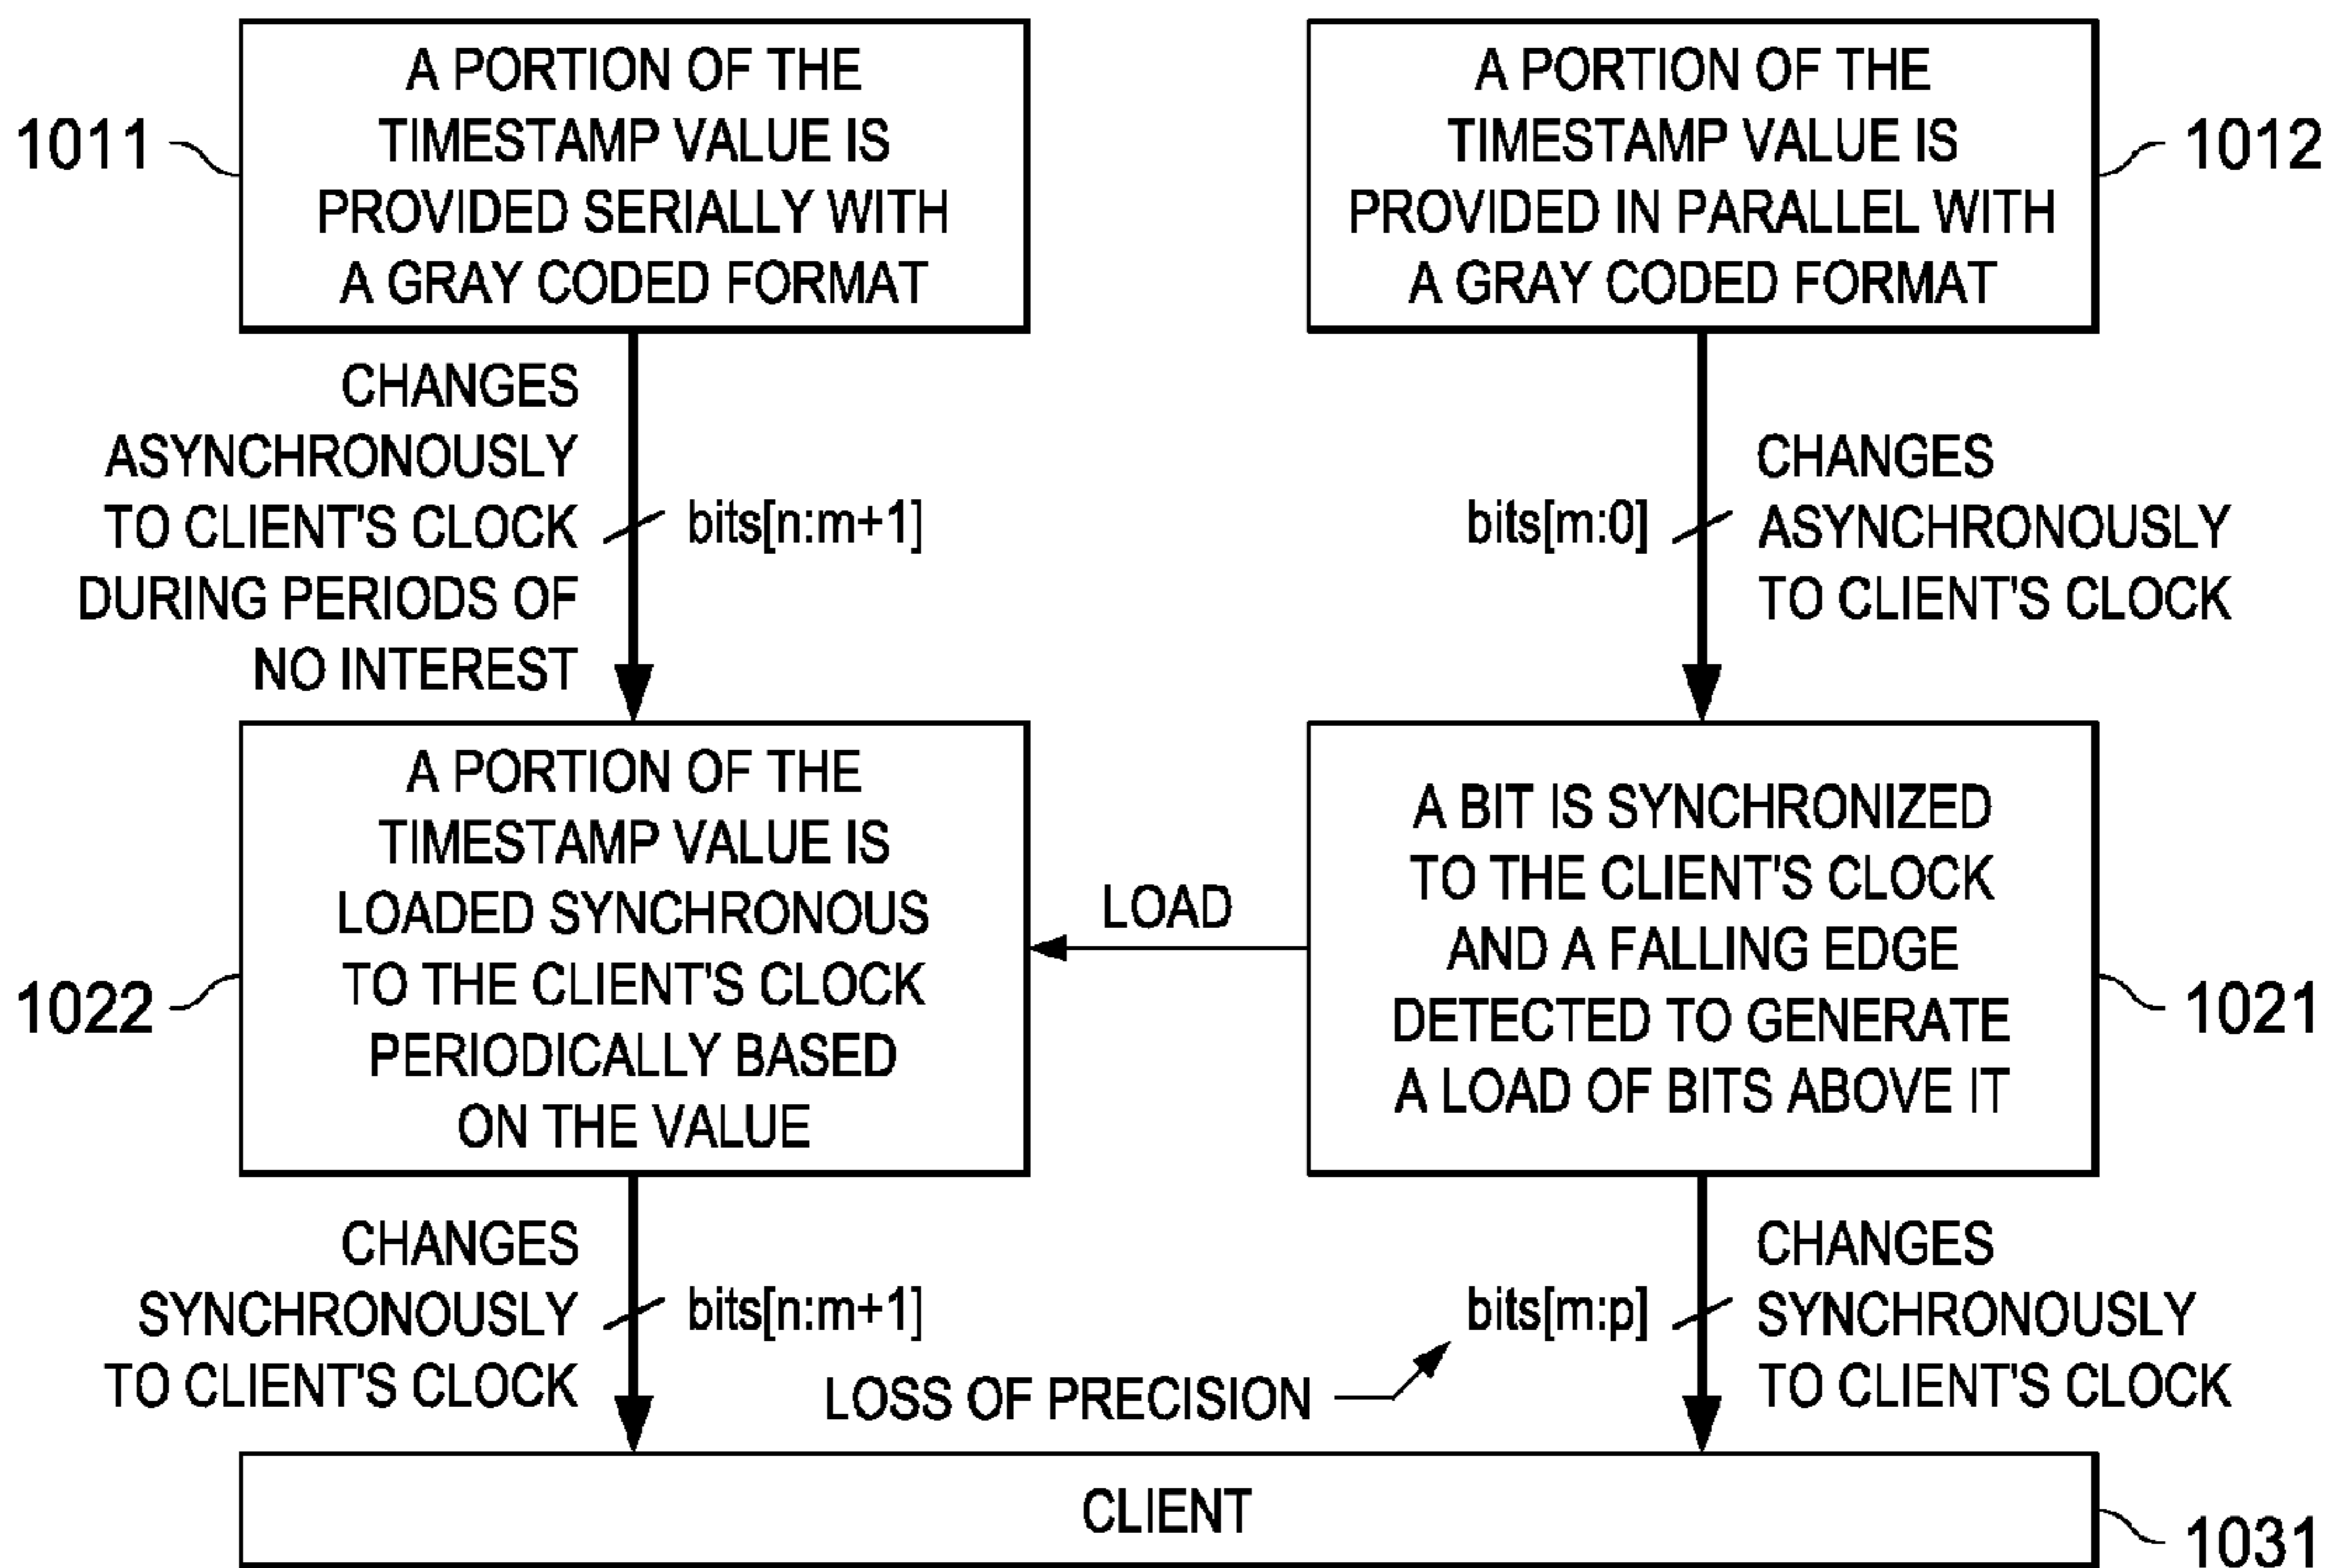 1011
A PORTION OF THE
TIMESTAMP VALUE IS
PROVIDED SERIALLY WITH
A GRAY CODED FORMAT
A PORTION OF THE
TIMESTAMP VALUE IS
PROVIDED IN PARALLEL WITH
A GRAY CODED FORMAT
1012
CHANGES
ASYNCHRONOUSLY
TO CLIENT'S CLOCK
DURING PERIODS OF
NO INTEREST
bits[n:m+1]
bits[m:0]
CHANGES
ASYNCHRONOUSLY
TO CLIENT'S CLOCK
1022
A PORTION OF THE
TIMESTAMP VALUE IS
LOADED SYNCHRONOUS
TO THE CLIENT'S CLOCK
PERIODICALLY BASED
ON THE VALUE
LOAD
A BIT IS SYNCHRONIZED
TO THE CLIENT'S CLOCK
AND A FALLING EDGE
DETECTED TO GENERATE
A LOAD OF BITS ABOVE IT
1021
CHANGES
SYNCHRONOUSLY
TO CLIENT'S CLOCK
bits[n:m+1]
LOSS OF PRECISION
bits[m:p]
CHANGES
SYNCHRONOUSLY
TO CLIENT'S CLOCK
CLIENT
1031